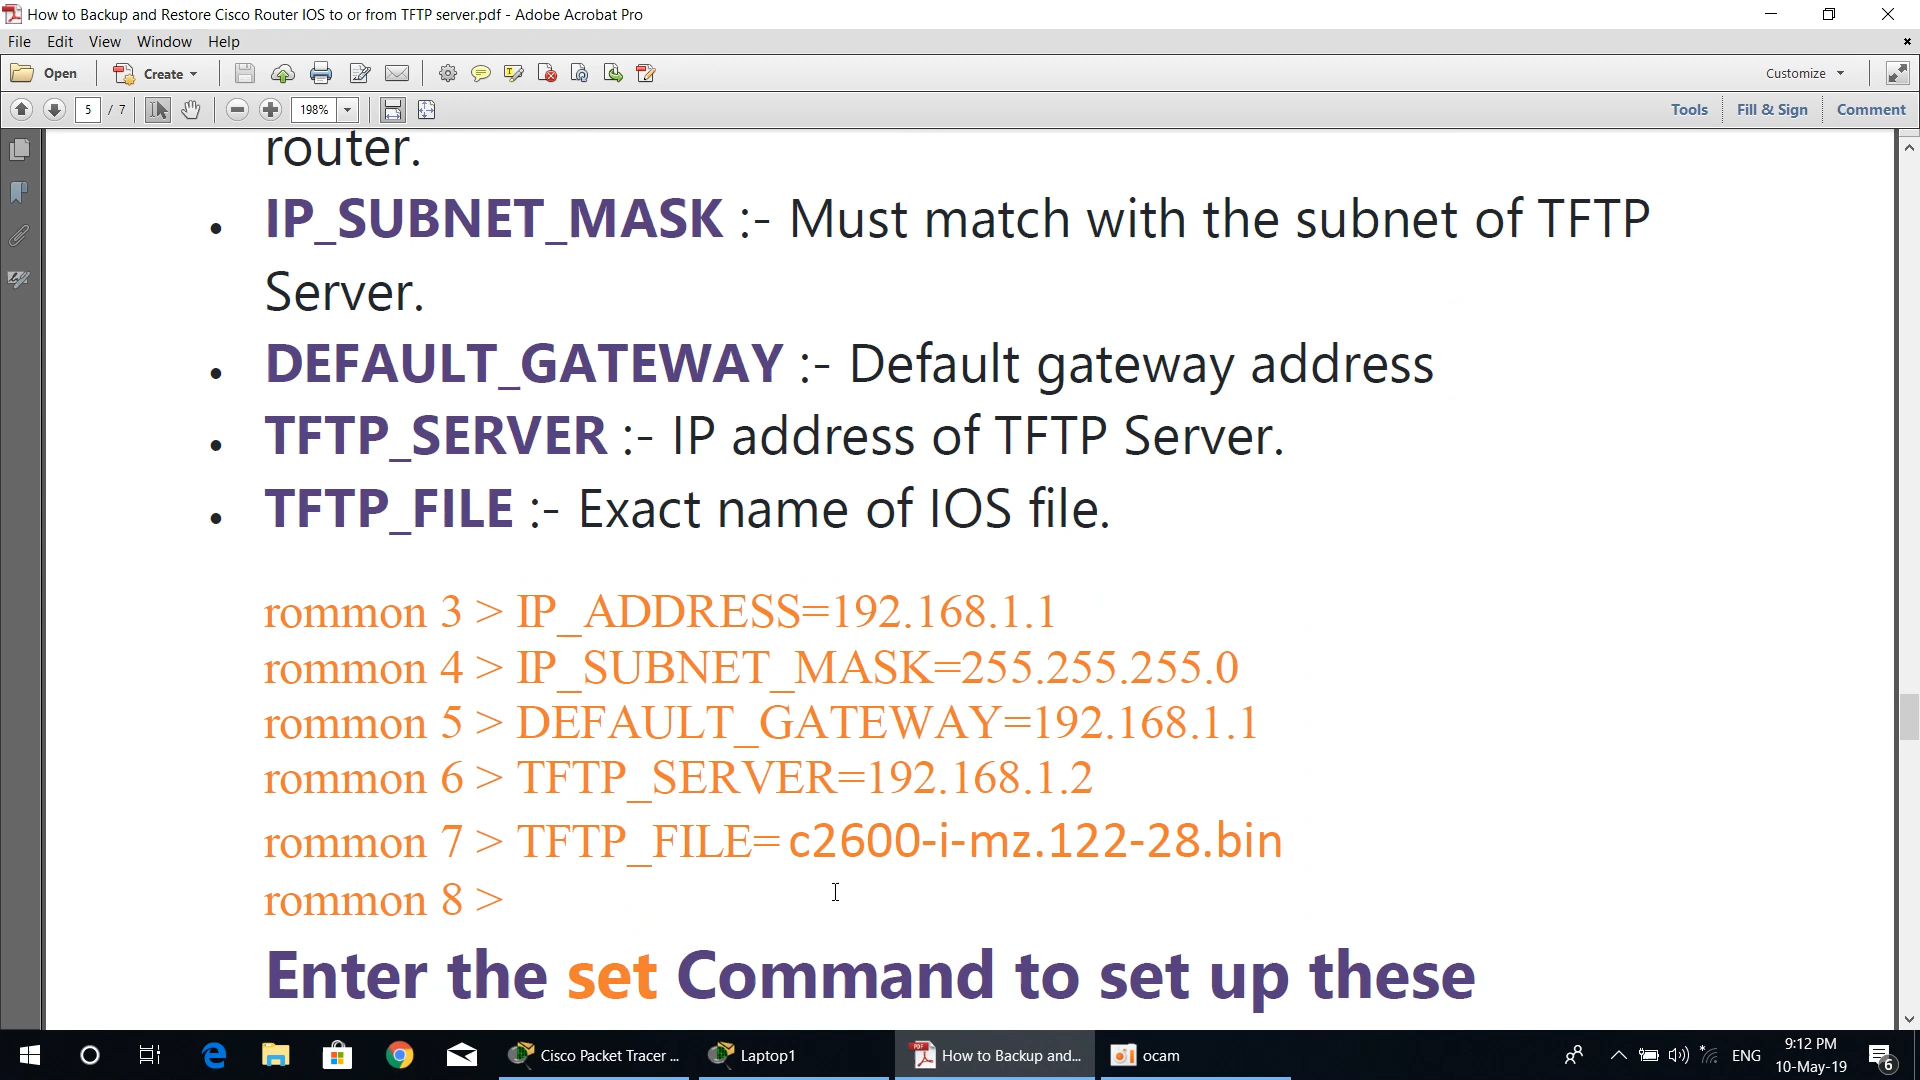 How to Backup and Restore Cisco Router IOS to or from TFTP server.pdf - Adobe Acrobat Pro
File Edit View Window Help
Open Create Customize
5 / 7 198% Tools Fill & Sign Comment
router.
• IP_SUBNET_MASK :- Must match with the subnet of TFTP
Server.
• DEFAULT_GATEWAY :- Default gateway address
• TFTP_SERVER :- IP address of TFTP Server.
• TFTP_FILE :- Exact name of IOS file.
rommon 3 > IP_ADDRESS=192.168.1.1
rommon 4 > IP_SUBNET_MASK=255.255.255.0
rommon 5 > DEFAULT_GATEWAY=192.168.1.1
rommon 6 > TFTP_SERVER=192.168.1.2
rommon 7 > TFTP_FILE= c2600-i-mz.122-28.bin
rommon 8 >
Enter the set Command to set up these
Cisco Packet Tracer ... Laptop1 How to Backup and... ocam ENG 9:12 PM
10-May-19 6